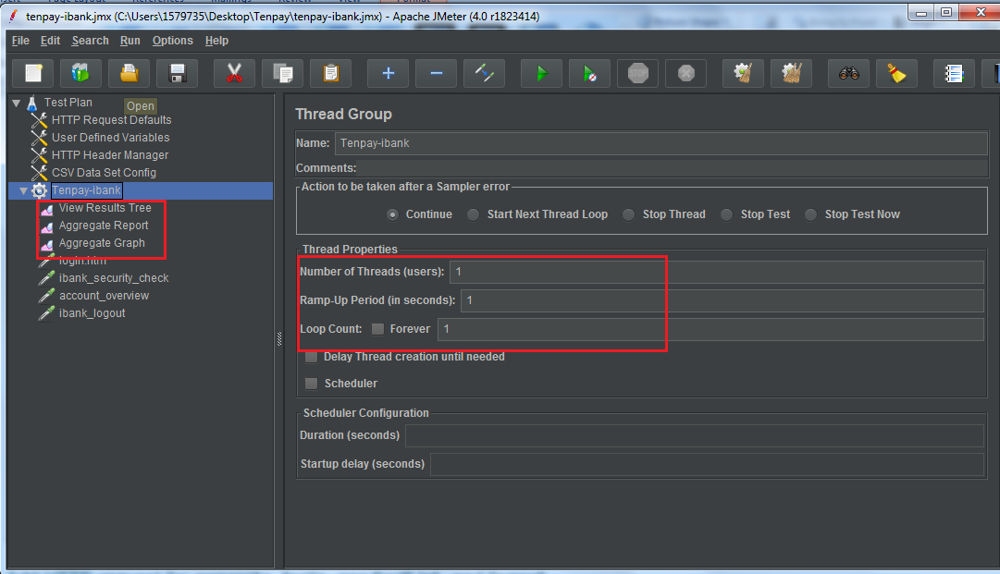 tenpay-ibank.jmx (C:\Users\1579735\Desktop\Tenpay\tenpay-ibank.jmx) - Apache JMeter (4.0 r1823414)
File Edit Search Run Options Help
STOP
Test Plan
Open
HTTP Request Defaults
User Defined Variables
HTTP Header Manager
CSV Data Set Config
Tenpay-ibank
View Results Tree
Aggregate Report
Aggregate Graph
login.htm
ibank_security_check
account_overview
ibank_logout
Thread Group
Name: Tenpay-ibank
Comments:
Action to be taken after a Sampler error
Continue Start Next Thread Loop Stop Thread Stop Test Stop Test Now
Thread Properties
Number of Threads (users): 1
Ramp-Up Period (in seconds): 1
Loop Count: Forever 1
Delay Thread creation until needed
Scheduler
Scheduler Configuration
Duration (seconds)
Startup delay (seconds)